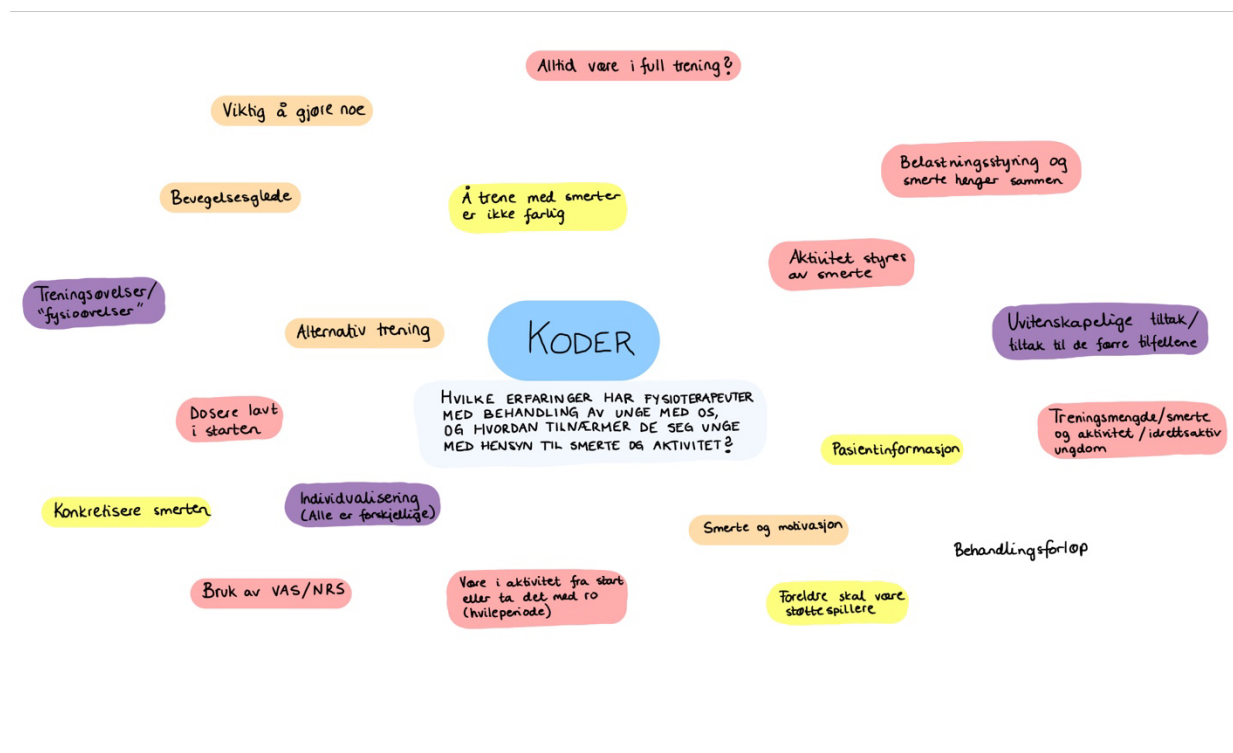 Alltid være i full trening?
Viktig å gjøre noe
Belastningsstyring og
smerte henger sammen
Bevegelsesglede
Å trene med smerter
er ikke farlig
Aktivitet styres
av smerte
Treningsøvelser/
"fysioøvelser"
Alternativ trening
KODER
Uvitenskapelige tiltak/
tiltak til de færre tilfellene
HVILKE ERFARINGER HAR FYSIOTERAPEUTER
MED BEHANDLING AV UNGE MED OS,
OG HVORDAN TILNÆRMER DE SEG UNGE
MED HENSYN TIL SMERTE OG AKTIVITET?
Dosere lavt
i starten
Treningsmengde/smerte
og aktivitet/idrettsaktiv
ungdom
Pasientinformasjon
Konkretisere smerten
Individualisering
(Alle er forskjellige)
Smerte og motivasjon
Behandlingsforløp
Bruk av VAS/NRS
Være i aktivitet fra start
eller ta det med ro
(hvileperiode)
Foreldre skal være
støttespillere